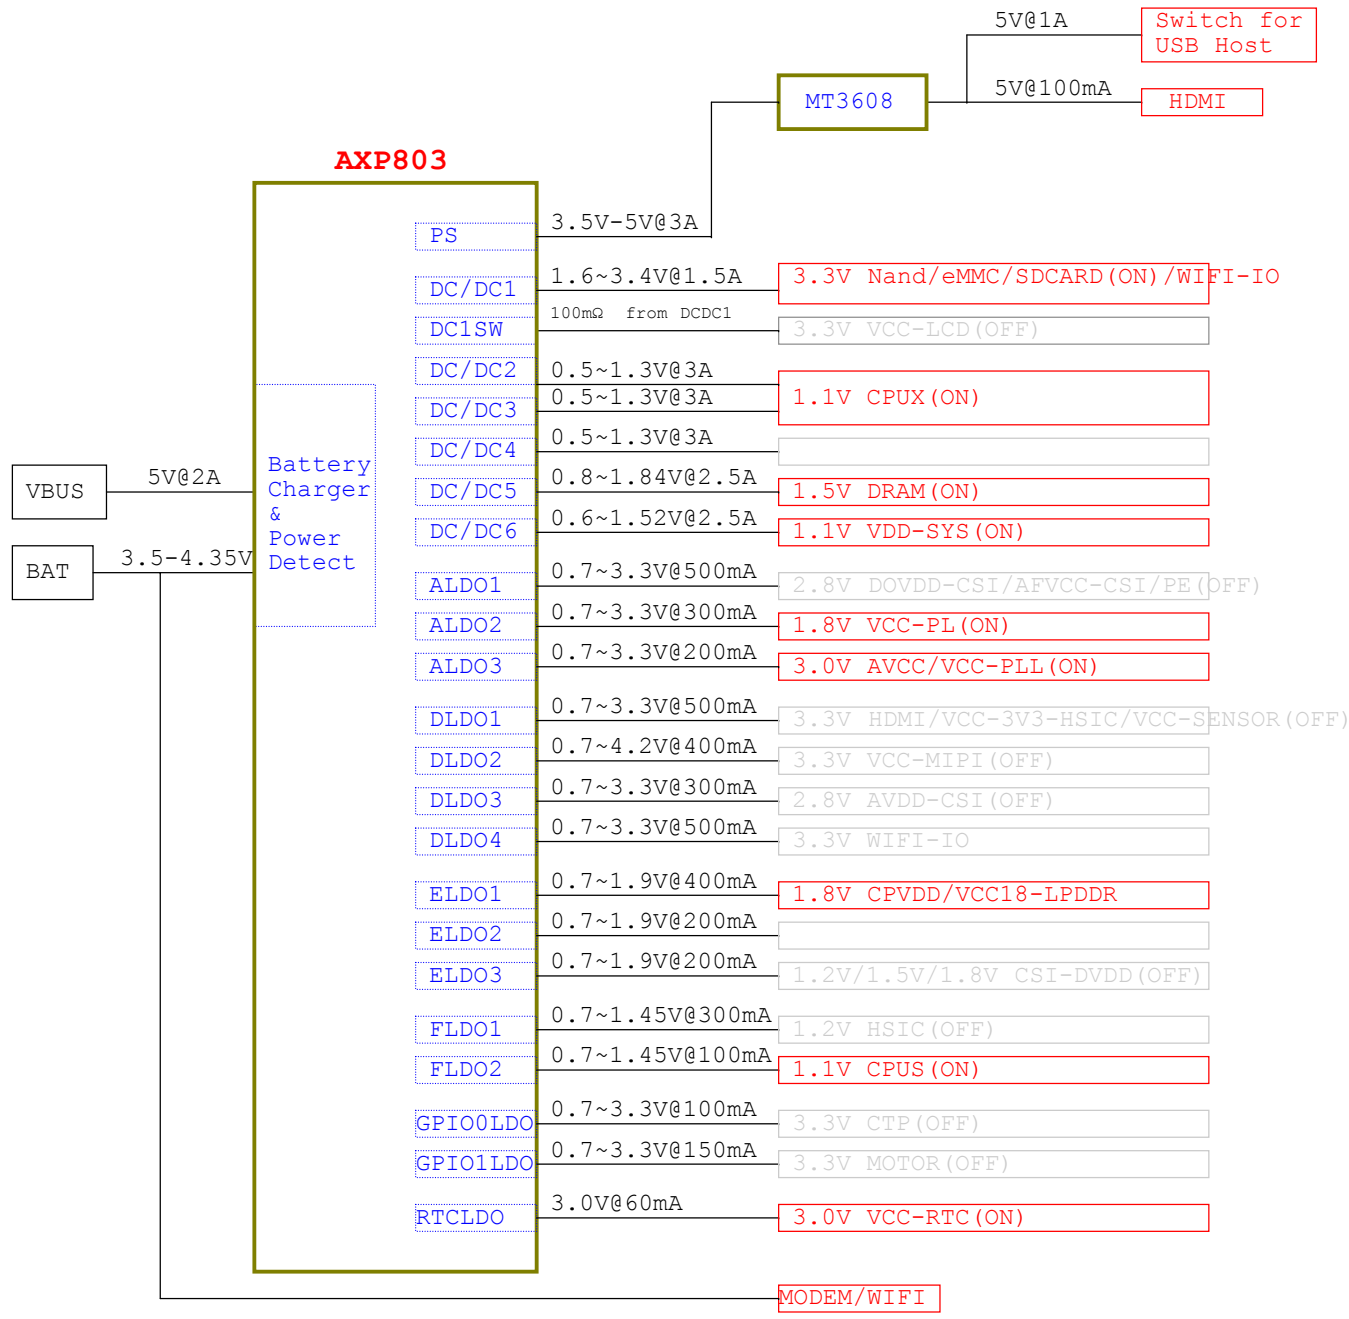 5V@1A
Switch for
USB Host
MT3608
5V@100mA
HDMI
AXP803
PS
3.5V-5V@3A
DC/DC1
1.6~3.4V@1.5A
3.3V Nand/eMMC/SDCARD(ON)/WIFI-IO
DC1SW
100mΩ from DCDC1
3.3V VCC-LCD(OFF)
DC/DC2
0.5~1.3V@3A
DC/DC3
0.5~1.3V@3A
1.1V CPUX(ON)
DC/DC4
0.5~1.3V@3A
VBUS
5V@2A
Battery
Charger
&
Power
Detect
DC/DC5
0.8~1.84V@2.5A
1.5V DRAM(ON)
DC/DC6
0.6~1.52V@2.5A
1.1V VDD-SYS(ON)
BAT
3.5-4.35V
ALDO1
0.7~3.3V@500mA
2.8V DOVDD-CSI/AFVCC-CSI/PE(OFF)
ALDO2
0.7~3.3V@300mA
1.8V VCC-PL(ON)
ALDO3
0.7~3.3V@200mA
3.0V AVCC/VCC-PLL(ON)
DLDO1
0.7~3.3V@500mA
3.3V HDMI/VCC-3V3-HSIC/VCC-SENSOR(OFF)
DLDO2
0.7~4.2V@400mA
3.3V VCC-MIPI(OFF)
DLDO3
0.7~3.3V@300mA
2.8V AVDD-CSI(OFF)
DLDO4
0.7~3.3V@500mA
3.3V WIFI-IO
ELDO1
0.7~1.9V@400mA
1.8V CPVDD/VCC18-LPDDR
ELDO2
0.7~1.9V@200mA
ELDO3
0.7~1.9V@200mA
1.2V/1.5V/1.8V CSI-DVDD(OFF)
FLDO1
0.7~1.45V@300mA
1.2V HSIC(OFF)
FLDO2
0.7~1.45V@100mA
1.1V CPUS(ON)
GPIO0LDO
0.7~3.3V@100mA
3.3V CTP(OFF)
GPIO1LDO
0.7~3.3V@150mA
3.3V MOTOR(OFF)
RTCLDO
3.0V@60mA
3.0V VCC-RTC(ON)
MODEM/WIFI